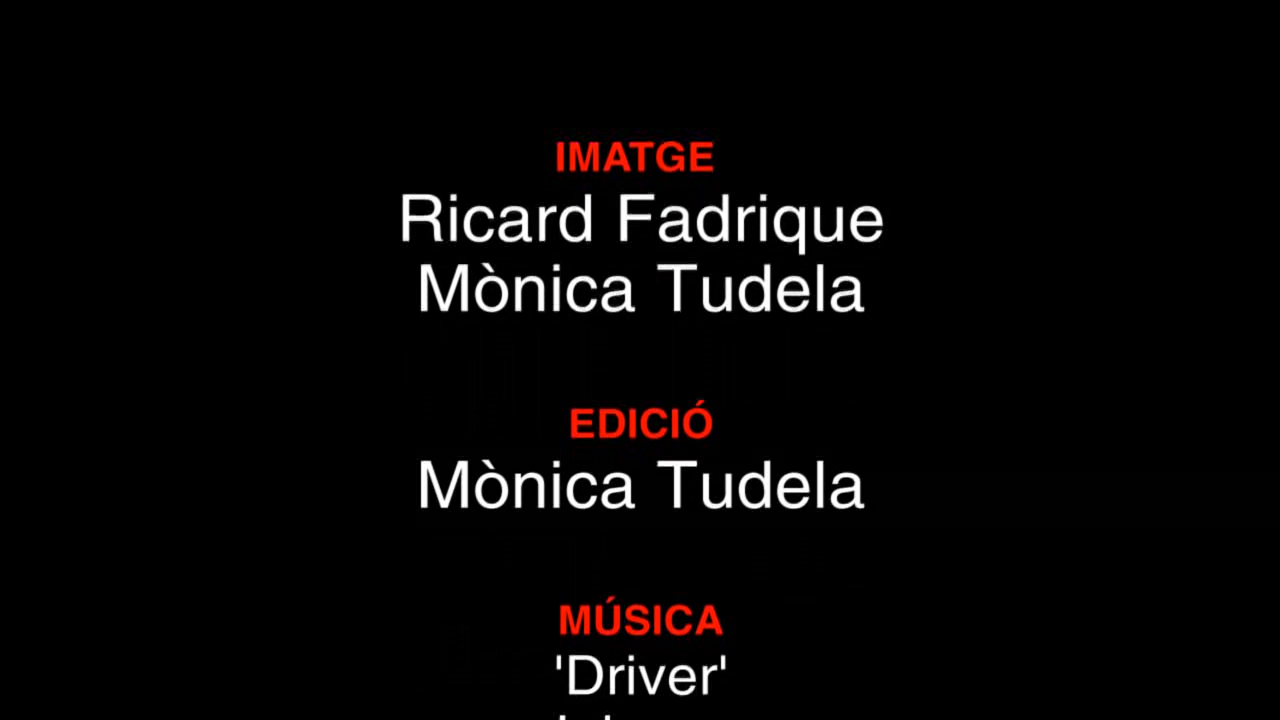 IMATGE
Ricard Fadrique
Mònica Tudela
EDICIÓ
Mònica Tudela
MÚSICA
'Driver'